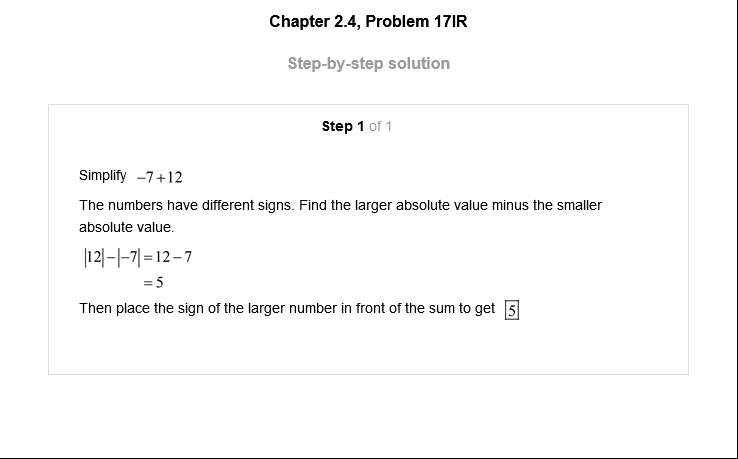 Chapter 2.4, Problem 17IR
Step-by-step solution
Step 1 of 1
Simplify −7+12
The numbers have different signs. Find the larger absolute value minus the smaller
absolute value.
|12|−|−7|=12−7
=5
Then place the sign of the larger number in front of the sum to get 5